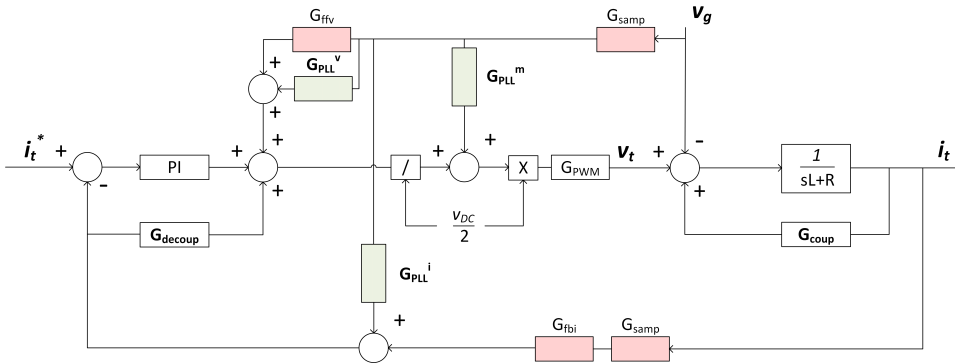 G_ffv
G_samp
v_g
+
G_PLL^v
+
G_PLL^m
+
+
i_t^*
+
+
+
+
v_t
+
-
i_t
PI
/
X
G_PWM
1
sL+R
-
+
+
G_decoup
v_DC
2
G_coup
G_PLL^i
+
G_fbi
G_samp